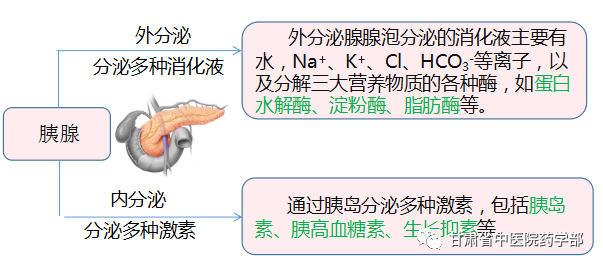 外分泌
分泌多种消化液
外分泌腺腺泡分泌的消化液主要有
水，Na⁺、K⁺、Cl、HCO₃⁻等离子，以
及分解三大营养物质的各种酶，如蛋白
水解酶、淀粉酶、脂肪酶等。
胰腺
内分泌
分泌多种激素
通过胰岛分泌多种激素，包括胰岛
素、胰高血糖素、生长抑素等
甘肃省中医院药学部